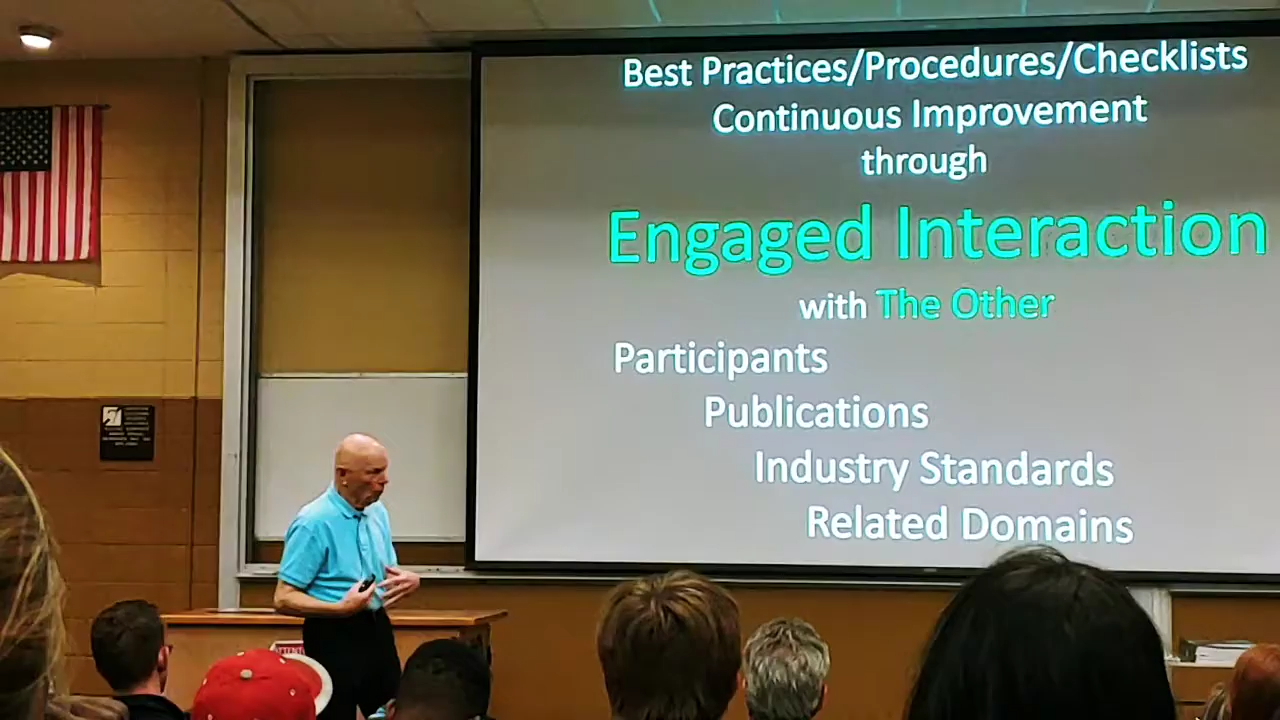 Best Practices/Procedures/Checklists
Continuous Improvement
through
Engaged Interaction
with The Other
Participants
Publications
Industry Standards
Related Domains